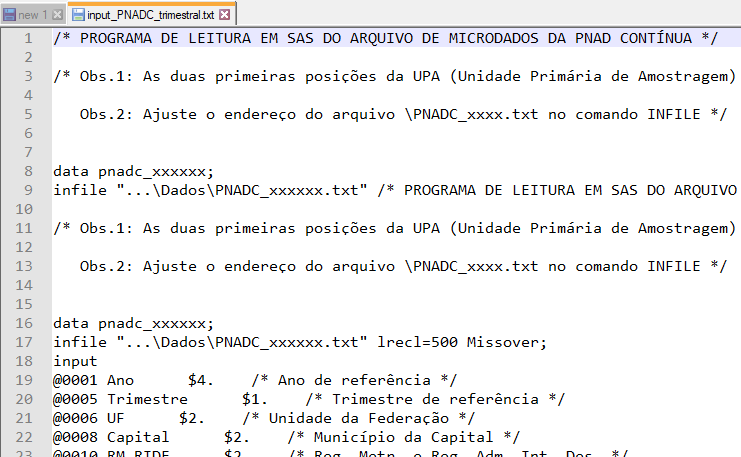 new 1
input_PNADC_trimestral.txt
1 /* PROGRAMA DE LEITURA EM SAS DO ARQUIVO DE MICRODADOS DA PNAD CONTÍNUA */
2
3 /* Obs.1: As duas primeiras posições da UPA (Unidade Primária de Amostragem)
4
5 Obs.2: Ajuste o endereço do arquivo \PNADC_xxxx.txt no comando INFILE */
6
7
8 data pnadc_xxxxxx;
9 infile "...\Dados\PNADC_xxxxxx.txt" /* PROGRAMA DE LEITURA EM SAS DO ARQUIVO
10
11 /* Obs.1: As duas primeiras posições da UPA (Unidade Primária de Amostragem)
12
13 Obs.2: Ajuste o endereço do arquivo \PNADC_xxxx.txt no comando INFILE */
14
15
16 data pnadc_xxxxxx;
17 infile "...\Dados\PNADC_xxxxxx.txt" lrecl=500 Missover;
18 input
19 @0001 Ano $4. /* Ano de referência */
20 @0005 Trimestre $1. /* Trimestre de referência */
21 @0006 UF $2. /* Unidade da Federação */
22 @0008 Capital $2. /* Município da Capital */
23 @0010 RM_RIDE $2. /* Reg. Metr. e Reg. Adm. Int. Des. */